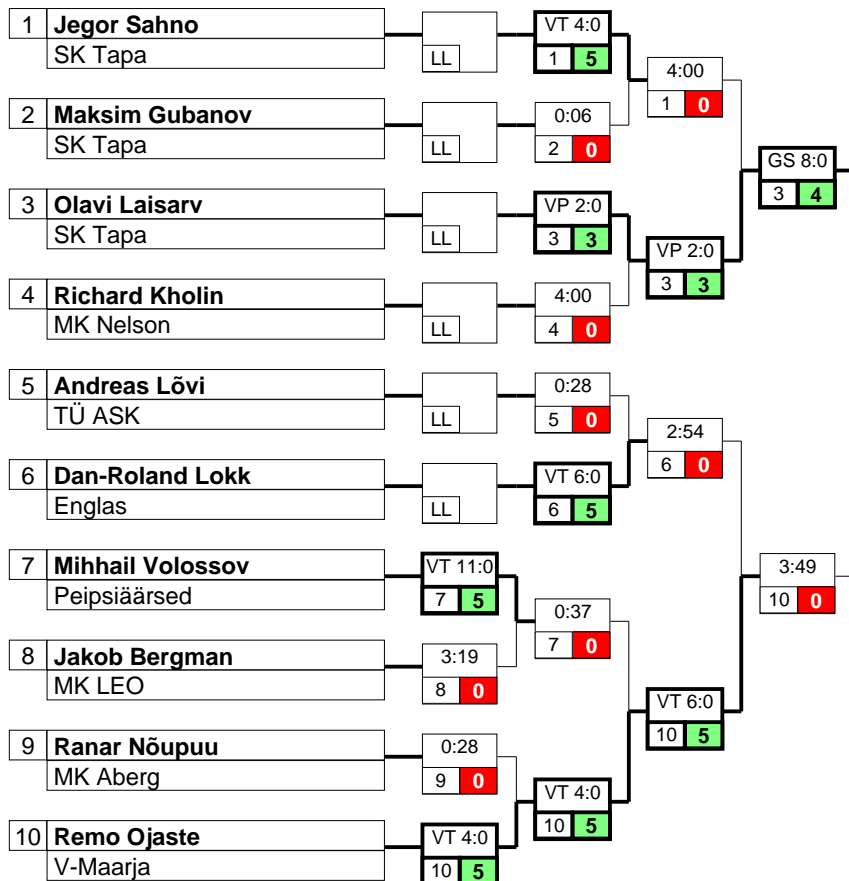 1 Jegor Sahno
SK Tapa
LL
VT 4:0
1 5
4:00
1 0
2 Maksim Gubanov
SK Tapa
LL
0:06
2 0
GS 8:0
3 4
3 Olavi Laisarv
SK Tapa
LL
VP 2:0
3 3
VP 2:0
3 3
4 Richard Kholin
MK Nelson
LL
4:00
4 0
5 Andreas Lõvi
TÜ ASK
LL
0:28
5 0
2:54
6 0
6 Dan-Roland Lokk
Englas
LL
VT 6:0
6 5
7 Mihhail Volossov
Peipsiäärsed
VT 11:0
7 5
0:37
7 0
3:49
10 0
8 Jakob Bergman
MK LEO
3:19
8 0
VT 6:0
10 5
9 Ranar Nõupuu
MK Aberg
0:28
9 0
VT 4:0
10 5
10 Remo Ojaste
V-Maarja
VT 4:0
10 5